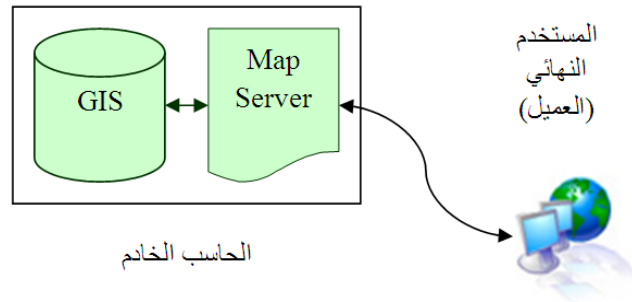 GIS
Map
Server
المستخدم
النهائي
(العميل)
الحاسب الخادم